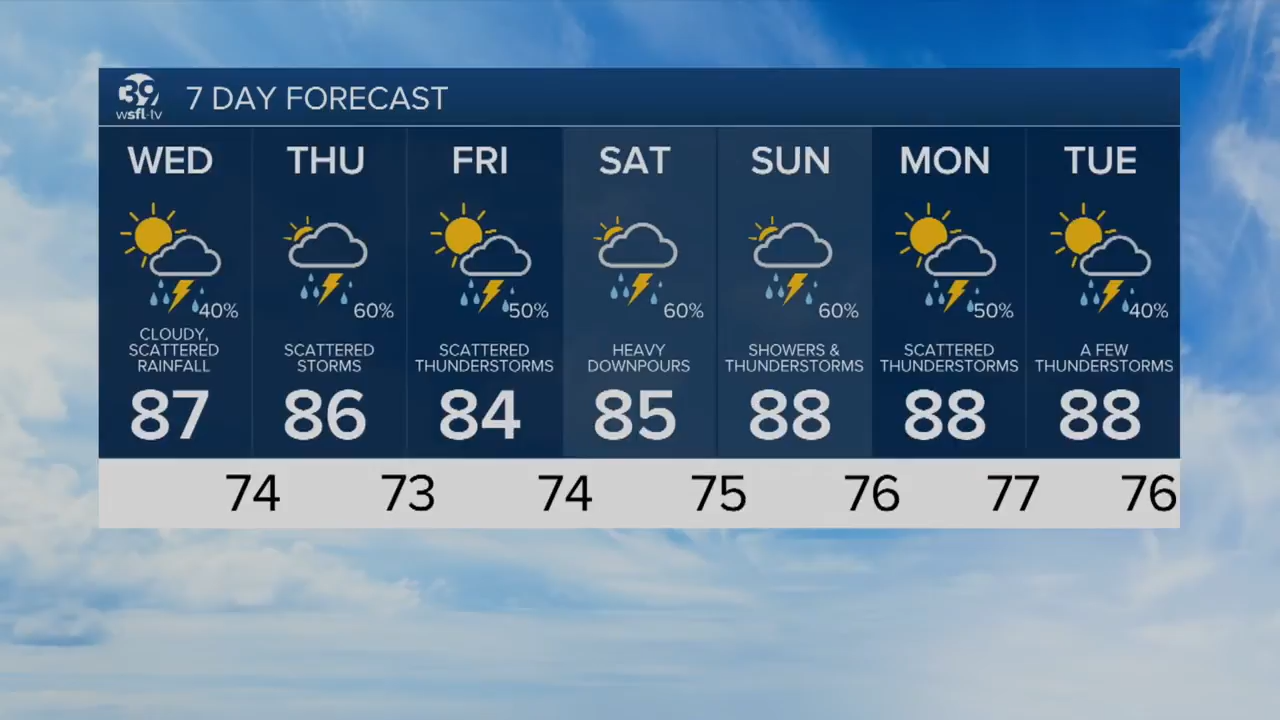 39
wsfl-tv
7 DAY FORECAST
WED
THU
FRI
SAT
SUN
MON
TUE
40%
60%
50%
60%
60%
50%
40%
CLOUDY,
SCATTERED
RAINFALL
SCATTERED
STORMS
SCATTERED
THUNDERSTORMS
HEAVY
DOWNPOURS
SHOWERS &
THUNDERSTORMS
SCATTERED
THUNDERSTORMS
A FEW
THUNDERSTORMS
87
86
84
85
88
88
88
74
73
74
75
76
77
76